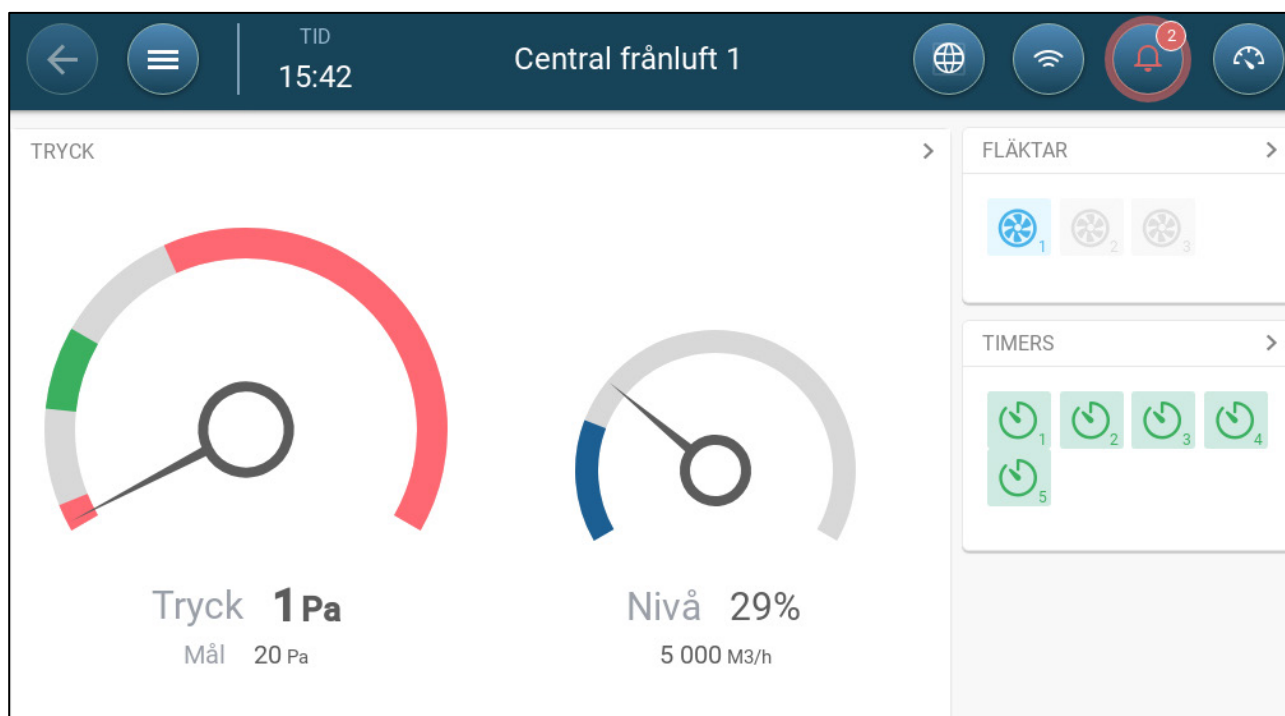 TID
15:42
Central frånluft 1
2
TRYCK
Tryck 1 Pa
Mål 20 Pa
Nivå 29%
5 000 M3/h
FLÄKTAR
1 2 3
TIMERS
1 2 3 4
5